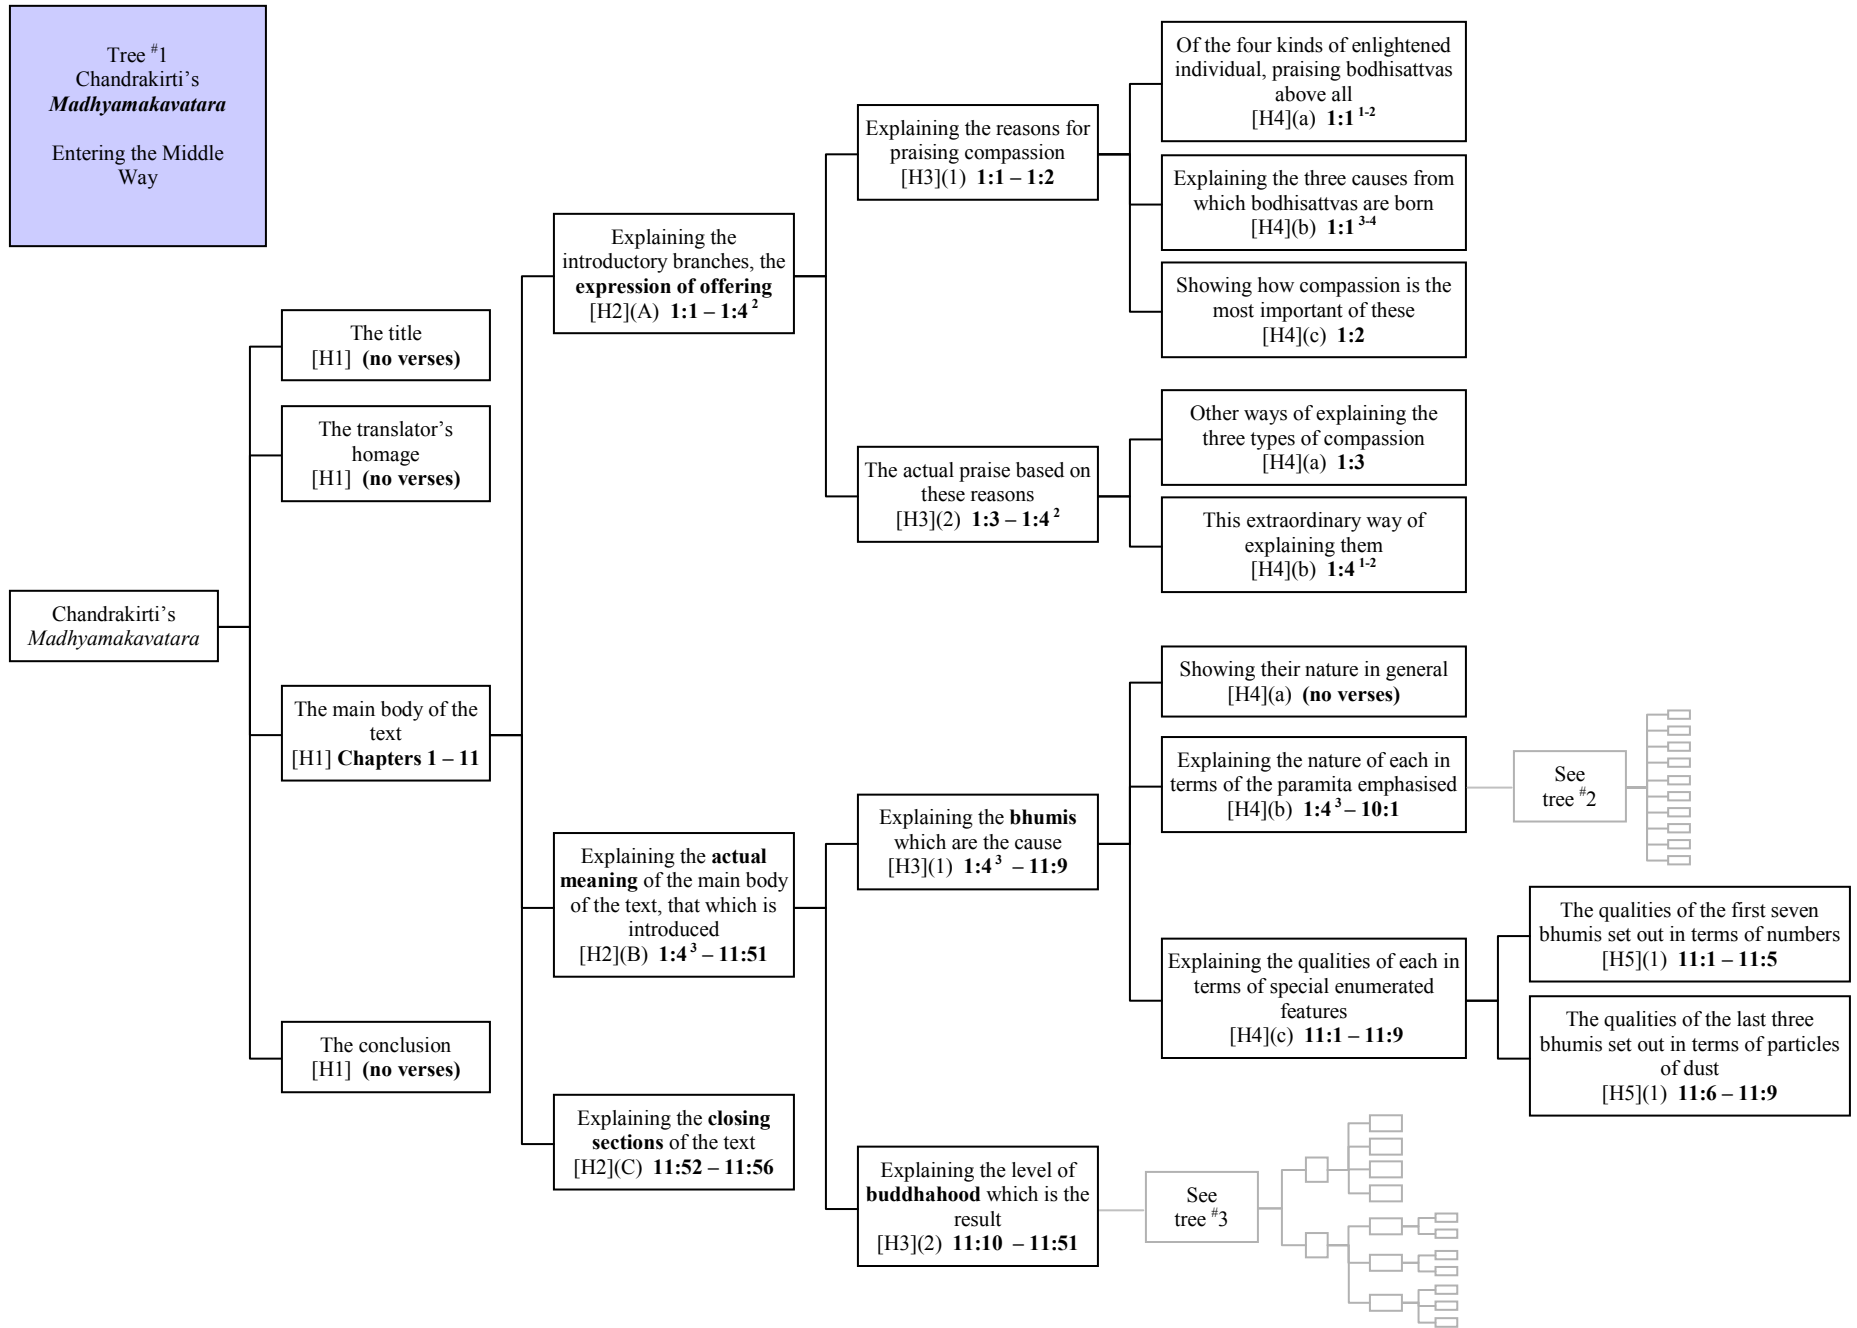 Tree #1
Chandrakirti’s
Madhyamakavatara
Entering the Middle
Way
Chandrakirti’s
Madhyamakavatara
The title
[H1] (no verses)
The translator’s
homage
[H1] (no verses)
The main body of the
text
[H1] Chapters 1 – 11
The conclusion
[H1] (no verses)
Explaining the
introductory branches, the
expression of offering
[H2](A) 1:1 – 1:4 2
Explaining the actual
meaning of the main body
of the text, that which is
introduced
[H2](B) 1:4 3 – 11:51
Explaining the closing
sections of the text
[H2](C) 11:52 – 11:56
Explaining the reasons for
praising compassion
[H3](1) 1:1 – 1:2
The actual praise based on
these reasons
[H3](2) 1:3 – 1:4 2
Explaining the bhumis
which are the cause
[H3](1) 1:4 3 – 11:9
Explaining the level of
buddhahood which is the
result
[H3](2) 11:10 – 11:51
Of the four kinds of enlightened
individual, praising bodhisattvas
above all
[H4](a) 1:1 1-2
Explaining the three causes from
which bodhisattvas are born
[H4](b) 1:1 3-4
Showing how compassion is the
most important of these
[H4](c) 1:2
Other ways of explaining the
three types of compassion
[H4](a) 1:3
This extraordinary way of
explaining them
[H4](b) 1:4 1-2
Showing their nature in general
[H4](a) (no verses)
Explaining the nature of each in
terms of the paramita emphasised
[H4](b) 1:4 3 – 10:1
See
tree #2
Explaining the qualities of each in
terms of special enumerated
features
[H4](c) 11:1 – 11:9
The qualities of the first seven
bhumis set out in terms of numbers
[H5](1) 11:1 – 11:5
The qualities of the last three
bhumis set out in terms of particles
of dust
[H5](1) 11:6 – 11:9
See
tree #3